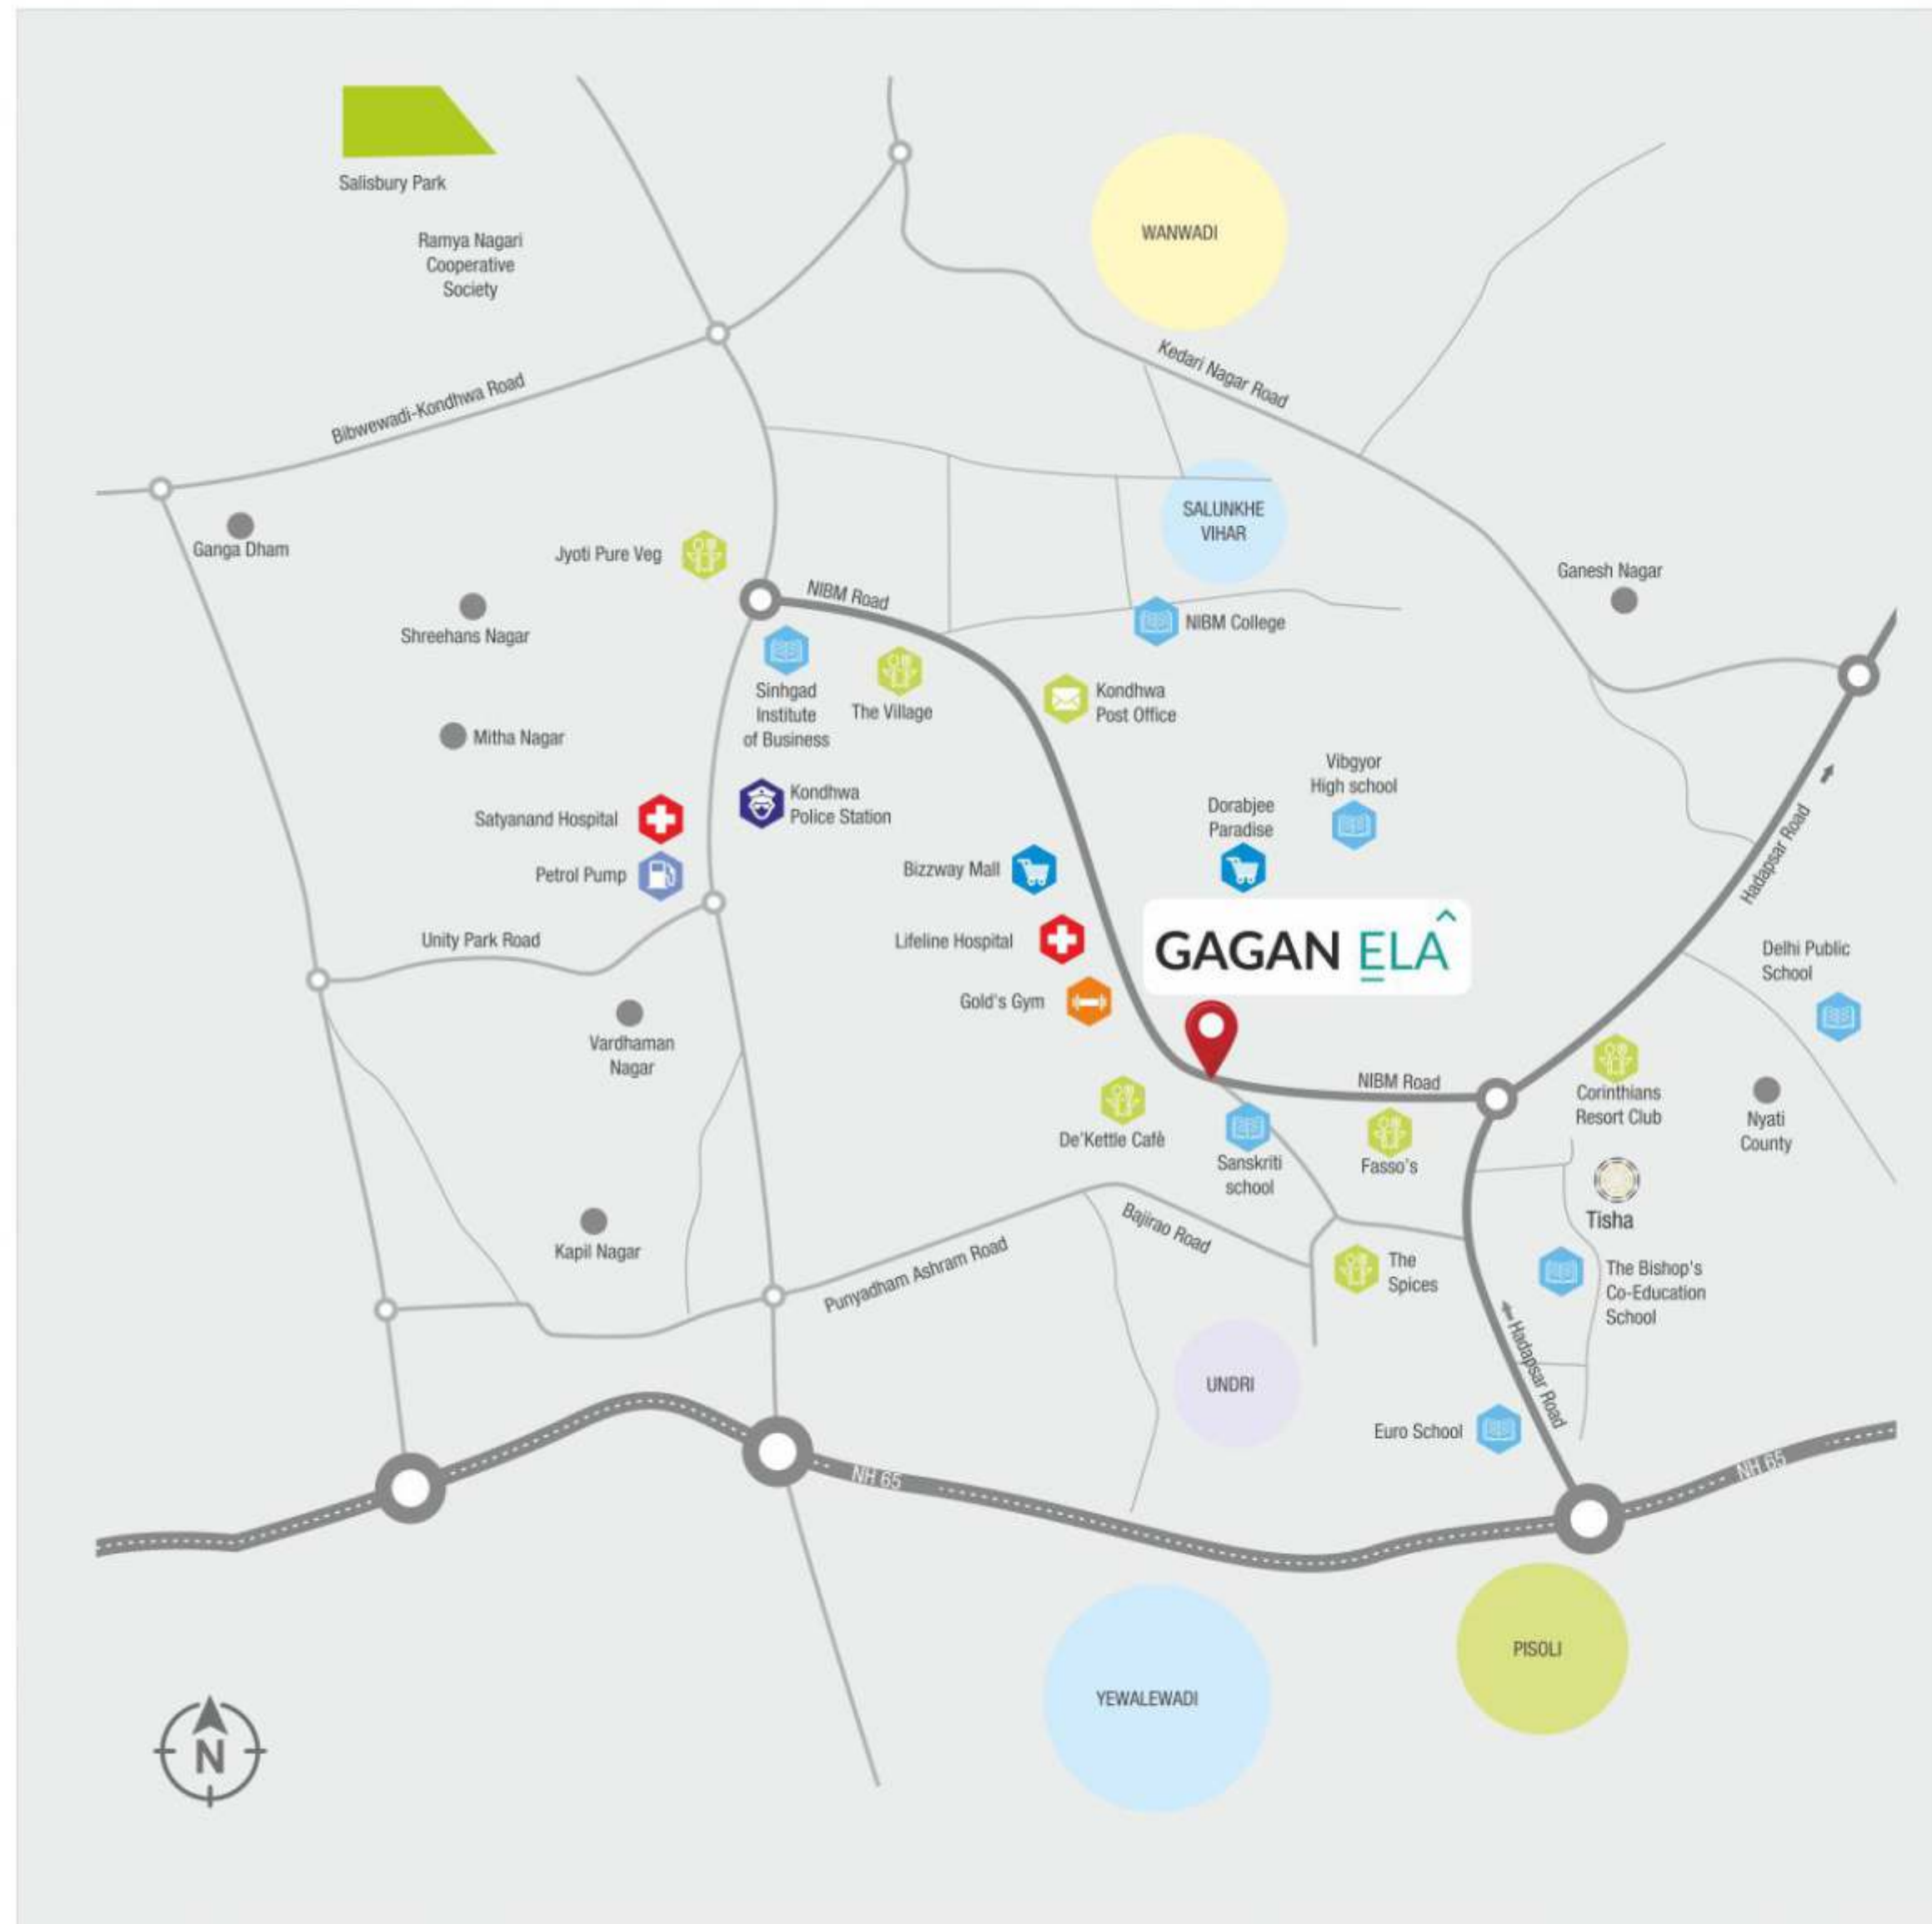 Salisbury Park
Ramya Nagari
Cooperative
Society
WANWADI
Kedari Nagar Road
Bibwewadi-Kondhwa Road
SALUNKHE
VIHAR
Ganga Dham
Jyoti Pure Veg
Ganesh Nagar
NIBM Road
Shreehans Nagar
NIBM College
Sinhgad
Institute
of Business
The Village
Kondhwa
Post Office
Mitha Nagar
Vibgyor
High school
Kondhwa
Police Station
Dorabjee
Paradise
Satyanand Hospital
Hadapsar Road
Bizzway Mall
Petrol Pump
Unity Park Road
Lifeline Hospital
GAGAN ELÂ
Delhi Public
School
Gold's Gym
Vardhaman
Nagar
NIBM Road
Corinthians
Resort Club
Nyati
County
De'Kettle Cafè
Sanskriti
school
Fasso's
Tisha
Bajirao Road
Kapil Nagar
Punyadham Ashram Road
The
Spices
The Bishop's
Co-Education
School
Hadapsar Road
UNDRI
Euro School
NH 65
NH 65
PISOLI
YEWALEWADI
N